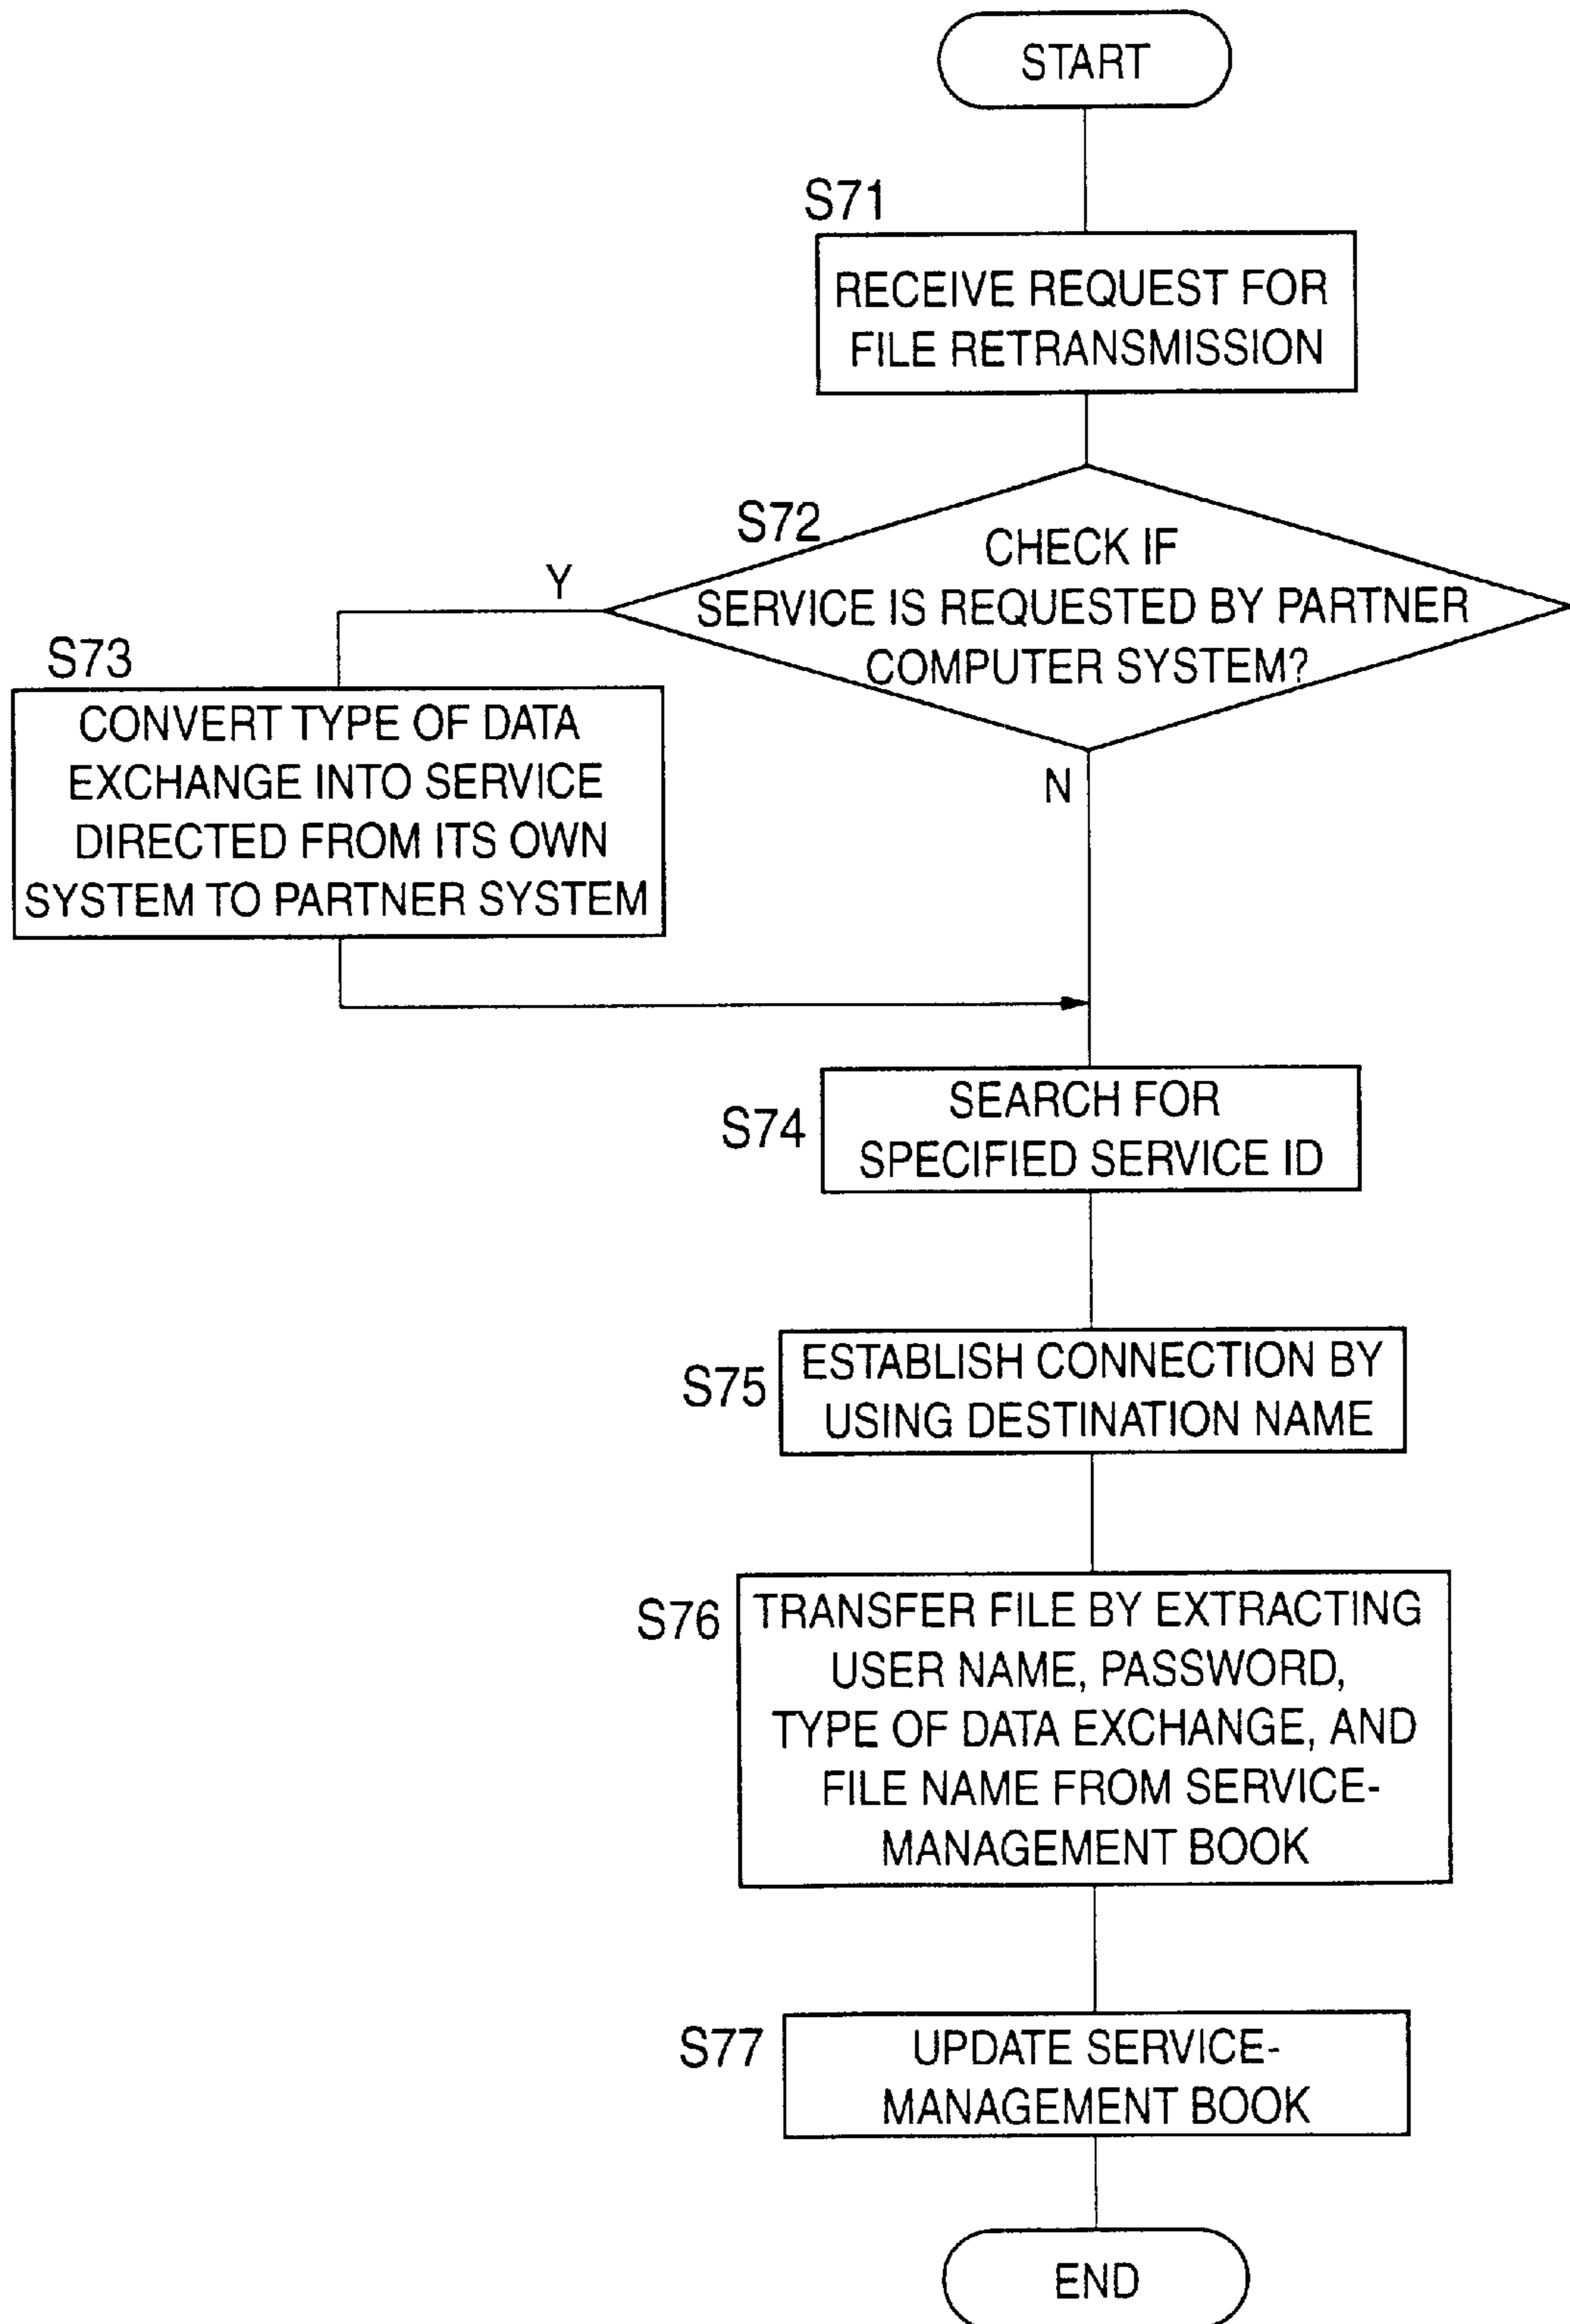 START
S71
RECEIVE REQUEST FOR
FILE RETRANSMISSION
S72
CHECK IF
SERVICE IS REQUESTED BY PARTNER
COMPUTER SYSTEM?
Y
N
S73
CONVERT TYPE OF DATA
EXCHANGE INTO SERVICE
DIRECTED FROM ITS OWN
SYSTEM TO PARTNER SYSTEM
S74
SEARCH FOR
SPECIFIED SERVICE ID
S75
ESTABLISH CONNECTION BY
USING DESTINATION NAME
S76
TRANSFER FILE BY EXTRACTING
USER NAME, PASSWORD,
TYPE OF DATA EXCHANGE, AND
FILE NAME FROM SERVICE-
MANAGEMENT BOOK
S77
UPDATE SERVICE-
MANAGEMENT BOOK
END